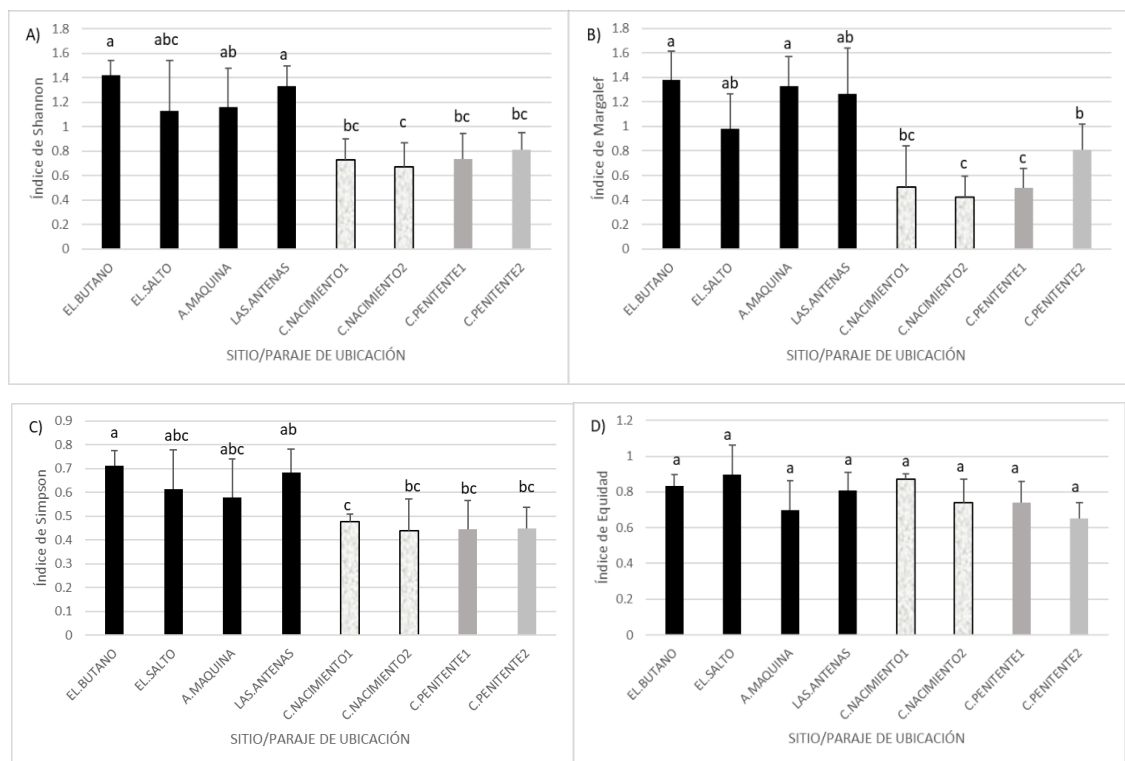 A)
Índice de Shannon
1.8
1.6
1.4
1.2
1
0.8
0.6
0.4
0.2
0
a abc ab a bc c bc bc
EL.BUTANO
EL.SALTO
A.MAQUINA
LAS.ANTENAS
C.NACIMIENTO1
C.NACIMIENTO2
C.PENITENTE1
C.PENITENTE2
SITIO/PARAJE DE UBICACIÓN
B)
Índice de Margalef
1.8
1.6
1.4
1.2
1
0.8
0.6
0.4
0.2
0
a ab a ab bc c c b
EL.BUTANO
EL.SALTO
A.MAQUINA
LAS.ANTENAS
C.NACIMIENTO1
C.NACIMIENTO2
C.PENITENTE1
C.PENITENTE2
SITIO/PARAJE DE UBICACIÓN
C)
Índice de Simpson
0.9
0.8
0.7
0.6
0.5
0.4
0.3
0.2
0.1
0
a abc abc ab c bc bc bc
EL.BUTANO
EL.SALTO
A.MAQUINA
LAS.ANTENAS
C.NACIMIENTO1
C.NACIMIENTO2
C.PENITENTE1
C.PENITENTE2
SITIO/PARAJE DE UBICACIÓN
D)
Índice de Equidad
1.2
1
0.8
0.6
0.4
0.2
0
a a a a a a a a
EL.BUTANO
EL.SALTO
A.MAQUINA
LAS.ANTENAS
C.NACIMIENTO1
C.NACIMIENTO2
C.PENITENTE1
C.PENITENTE2
SITIO/PARAJE DE UBICACIÓN